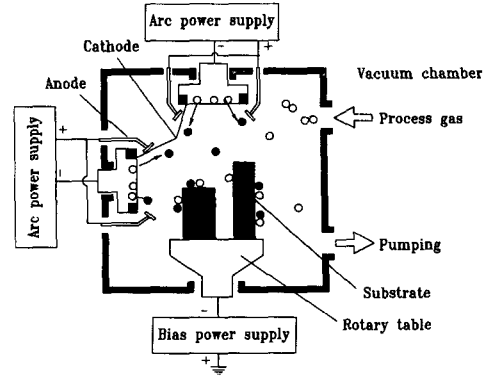 Arc power supply
- +
Cathode
Vacuum chamber
Anode
Process gas
+
Arc power supply
-
Pumping
Substrate
-
Rotary table
Bias power supply
+